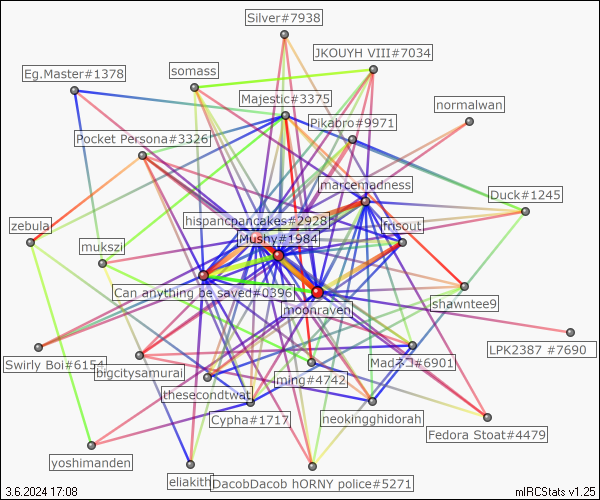 Silver#7938
JKOUYH VIII#7034
Eg.Master#1378
somass
Majestic#3375
normalwan
Pikabro#9971
Pocket Persona#3326
marcemadness
Duck#1245
zebula
hispancpancakes#2928
frisout
Mushy#1984
mukszi
Can anything be saved#0396
moonraven
shawntee9
LPK2387 #7690
Swirly Boi#6154
bigcitysamurai
Madネコ#6901
ming#4742
thesecondtwat
Cypha#1717
neokingghidorah
Fedora Stoat#4479
yoshimanden
eliakith
DacobDacob hORNY police#5271
3.6.2024 17:08
mIRCStats v1.25